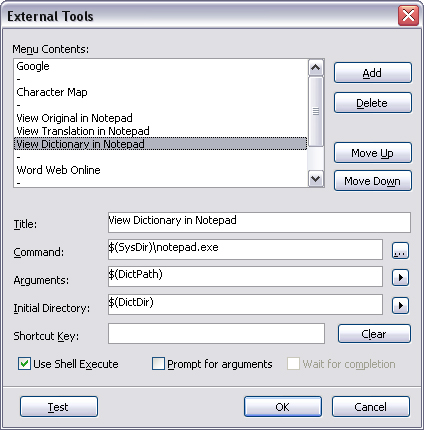 External Tools
Menu Contents:
Google
-
Character Map
-
View Original in Notepad
View Translation in Notepad
View Dictionary in Notepad
-
Word Web Online
-
Add
Delete
Move Up
Move Down
Title: View Dictionary in Notepad
Command: $(SysDir)\notepad.exe ...
Arguments: $(DictPath)
Initial Directory: $(DictDir)
Shortcut Key: Clear
Use Shell Execute Prompt for arguments Wait for completion
Test OK Cancel